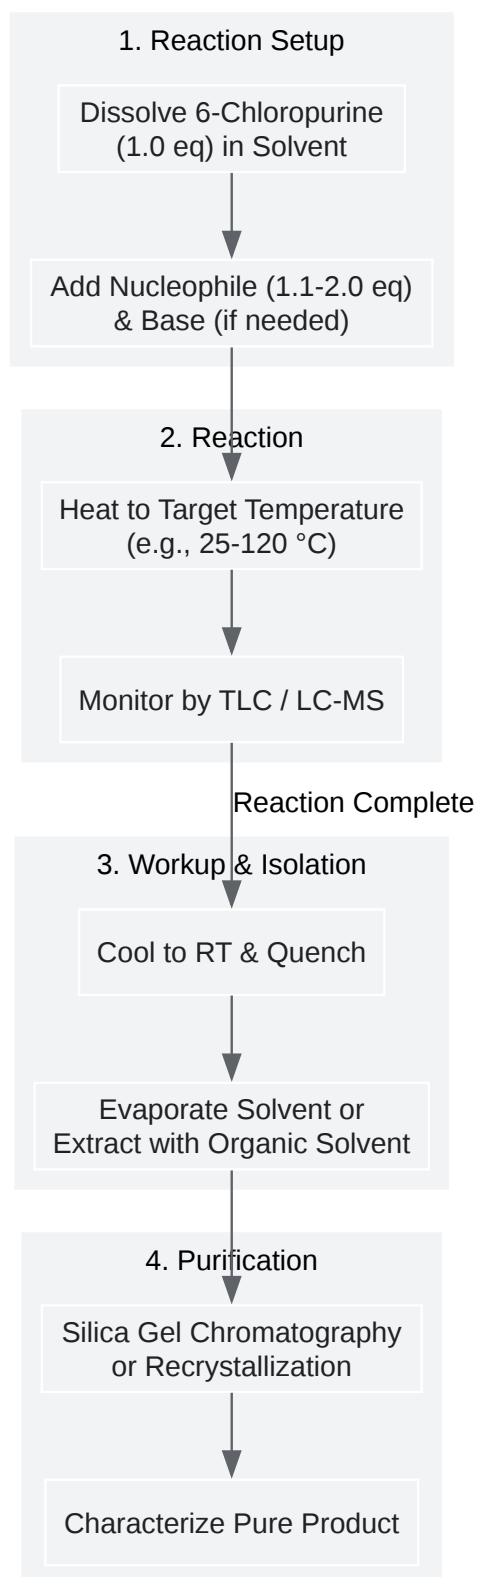 1. Reaction Setup
Dissolve 6-Chloropurine
(1.0 eq) in Solvent
Add Nucleophile (1.1-2.0 eq)
& Base (if needed)
2. Reaction
Heat to Target Temperature
(e.g., 25-120 °C)
Monitor by TLC / LC-MS
Reaction Complete
3. Workup & Isolation
Cool to RT & Quench
Evaporate Solvent or
Extract with Organic Solvent
4. Purification
Silica Gel Chromatography
or Recrystallization
Characterize Pure Product